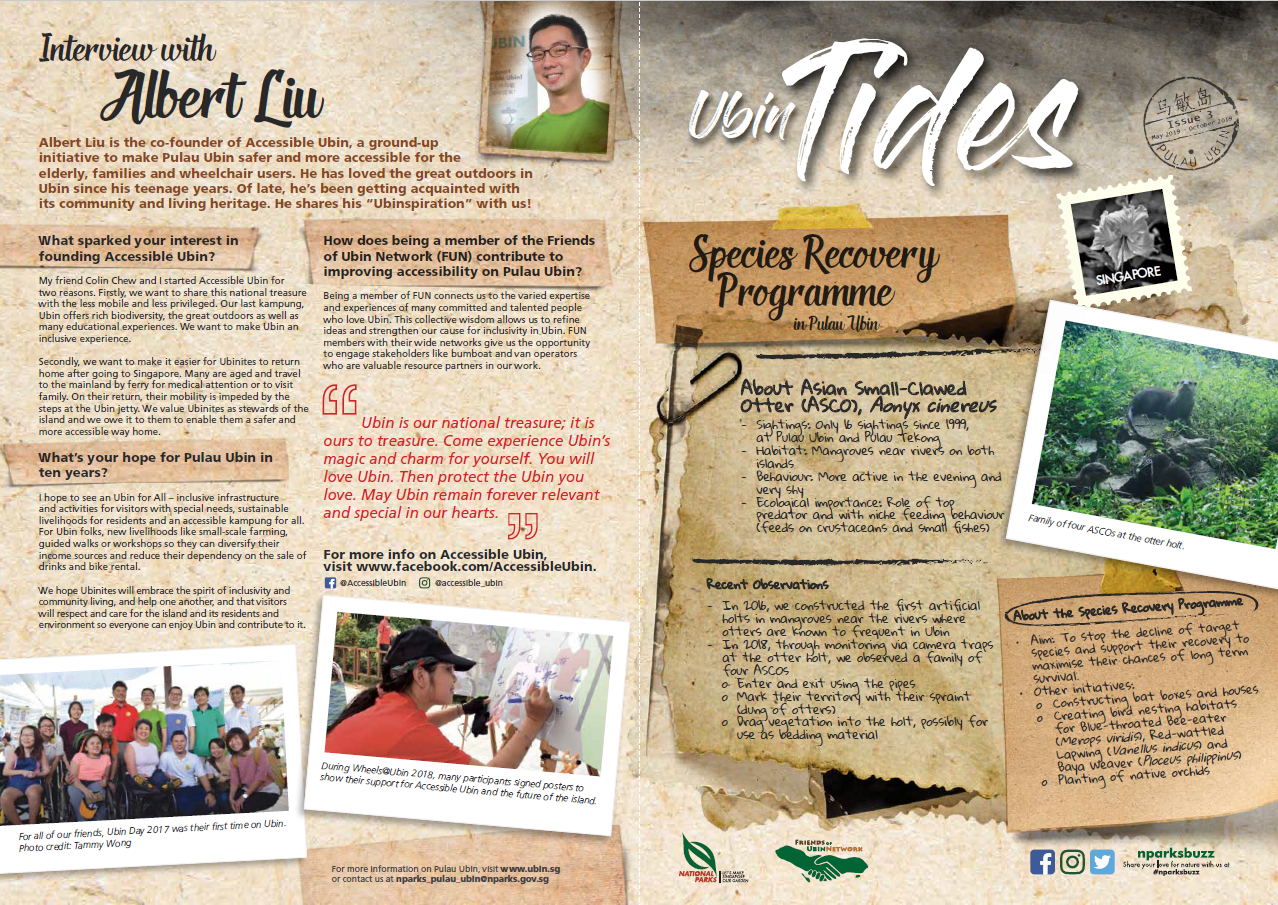 Interview with
Albert Liu
Albert Liu is the co-founder of Accessible Ubin, a ground-up
initiative to make Pulau Ubin safer and more accessible for the
elderly, families and wheelchair users. He has loved the great outdoors in
Ubin since his teenage years. Of late, he's been getting acquainted with
its community and living heritage. He shares his “Ubinspiration” with us!
What sparked your interest in
founding Accessible Ubin?
My friend Colin Chew and I started Accessible Ubin for
two reasons. Firstly, we want to share this national treasure
with the less mobile and less privileged. Our last kampung,
Ubin offers rich biodiversity, the great outdoors as well as
many educational experiences. We want to make Ubin an
inclusive experience.
Secondly, we want to make it easier for Ubinites to return
home after going to Singapore. Many are aged and travel
to the mainland by ferry for medical attention or to visit
family. On their return, their mobility is impeded by the
steps at the Ubin jetty. We value Ubinites as stewards of the
island and we owe it to them to enable them a safer and
more accessible way home.
What's your hope for Pulau Ubin in
ten years?
I hope to see an Ubin for All – inclusive infrastructure
and activities for visitors with special needs, sustainable
livelihoods for residents and an accessible kampung for all.
For Ubin folks, new livelihoods like small-scale farming,
guided walks or workshops so they can diversify their
income sources and reduce their dependency on the sale of
drinks and bike rental.
We hope Ubinites will embrace the spirit of inclusivity and
community living, and help one another, and that visitors
will respect and care for the island and its residents and
environment so everyone can enjoy Ubin and contribute to it.
For all of our friends, Ubin Day 2017 was their first time on Ubin.
Photo credit: Tammy Wong
How does being a member of the Friends
of Ubin Network (FUN) contribute to
improving accessibility on Pulau Ubin?
Being a member of FUN connects us to the varied expertise
and experiences of many committed and talented people
who love Ubin. This collective wisdom allows us to refine
ideas and strengthen our cause for inclusivity in Ubin. FUN
members with their wide networks give us the opportunity
to engage stakeholders like bumboat and van operators
who are valuable resource partners in our work.
“ Ubin is our national treasure; it is
ours to treasure. Come experience Ubin's
magic and charm for yourself. You will
love Ubin. Then protect the Ubin you
love. May Ubin remain forever relevant
and special in our hearts. ”
For more info on Accessible Ubin,
visit www.facebook.com/AccessibleUbin.
@AccessibleUbin @accessible_ubin
During Wheels@Ubin 2018, many participants signed posters to
show their support for Accessible Ubin and the future of the island.
For more information on Pulau Ubin, visit www.ubin.sg
or contact us at nparks_pulau_ubin@nparks.gov.sg
Ubin Tides
乌敏岛
Issue 3
May 2019 - October 2019
PULAU UBIN
SINGAPORE
Species Recovery
Programme
in Pulau Ubin
About Asian Small-Clawed
Otter (ASCO), Aonyx cinereus
- Sightings: Only 16 sightings since 1999,
at Pulau Ubin and Pulau Tekong
- Habitat: Mangroves near rivers on both
islands
- Behaviour: More active in the evening and
very shy
- Ecological importance: Role of top
predator and with niche feeding behaviour
(feeds on crustaceans and small fishes)
Family of four ASCOs at the otter holt.
Recent Observations
- In 2016, we constructed the first artificial
holts in mangroves near the rivers where
otters are known to frequent in Ubin
- In 2018, through monitoring via camera traps
at the otter holt, we observed a family of
four ASCOs
o Enter and exit using the pipes
o Mark their territory with their spraint
(dung of otters)
o Drag vegetation into the holt, possibly for
use as bedding material
About the Species Recovery Programme
· Aim: To stop the decline of target
species and support their recovery to
maximise their chances of long term
survival.
· Other initiatives:
o Constructing bat boxes and houses
o Creating bird nesting habitats
for Blue-throated Bee-eater
(Merops viridis), Red-wattled
Lapwing (Vanellus indicus) and
Baya Weaver (Ploceus philippinus)
o Planting of native orchids
NATIONAL PARKS
LET'S MAKE
SINGAPORE
OUR GARDEN
FRIENDS OF
UBIN NETWORK
nparksbuzz
Share your love for nature with us at
#nparksbuzz